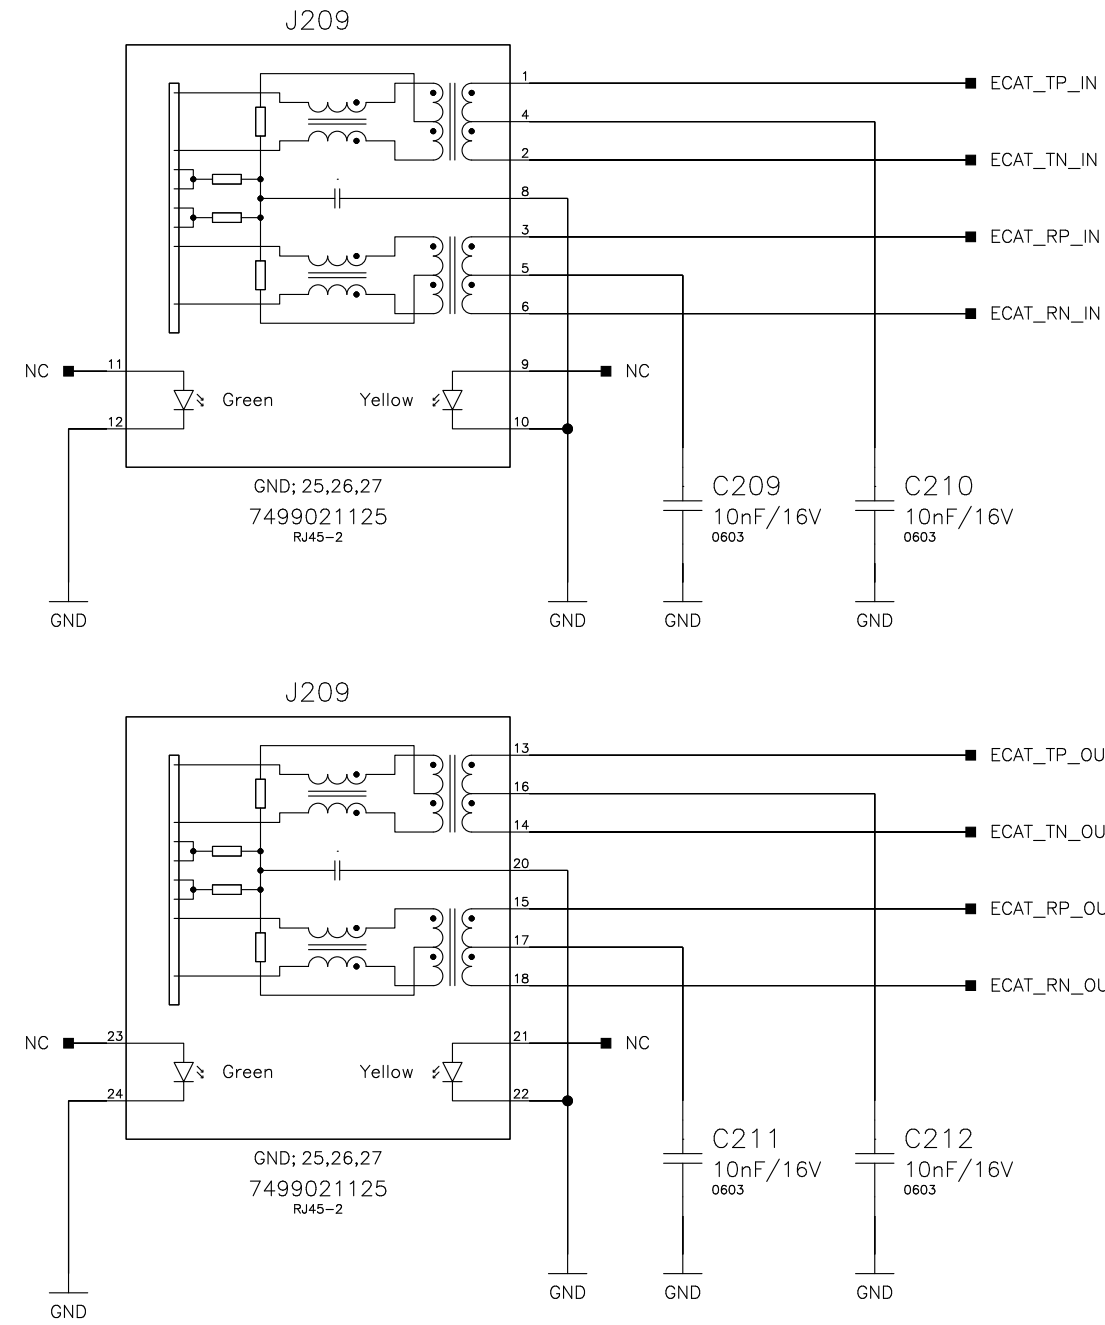 J209
1
ECAT_TP_IN
4
2
ECAT_TN_IN
8
3
ECAT_RP_IN
5
6
ECAT_RN_IN
NC
11
9
NC
Green
Yellow
12
10
GND; 25,26,27
7499021125
RJ45-2
C209
10nF/16V
0603
C210
10nF/16V
0603
GND
GND
GND
GND
J209
13
ECAT_TP_OU
16
14
ECAT_TN_OU
20
15
ECAT_RP_OU
17
18
ECAT_RN_OU
NC
23
21
NC
Green
Yellow
24
22
GND; 25,26,27
7499021125
RJ45-2
C211
10nF/16V
0603
C212
10nF/16V
0603
GND
GND
GND
GND